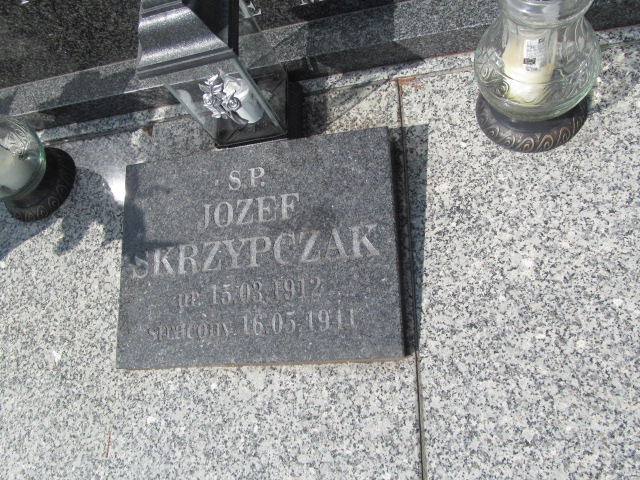 S.P.
JOZEF
SKRZYPCZAK
ur. 15.03.1912
stracony. 16.05.1941